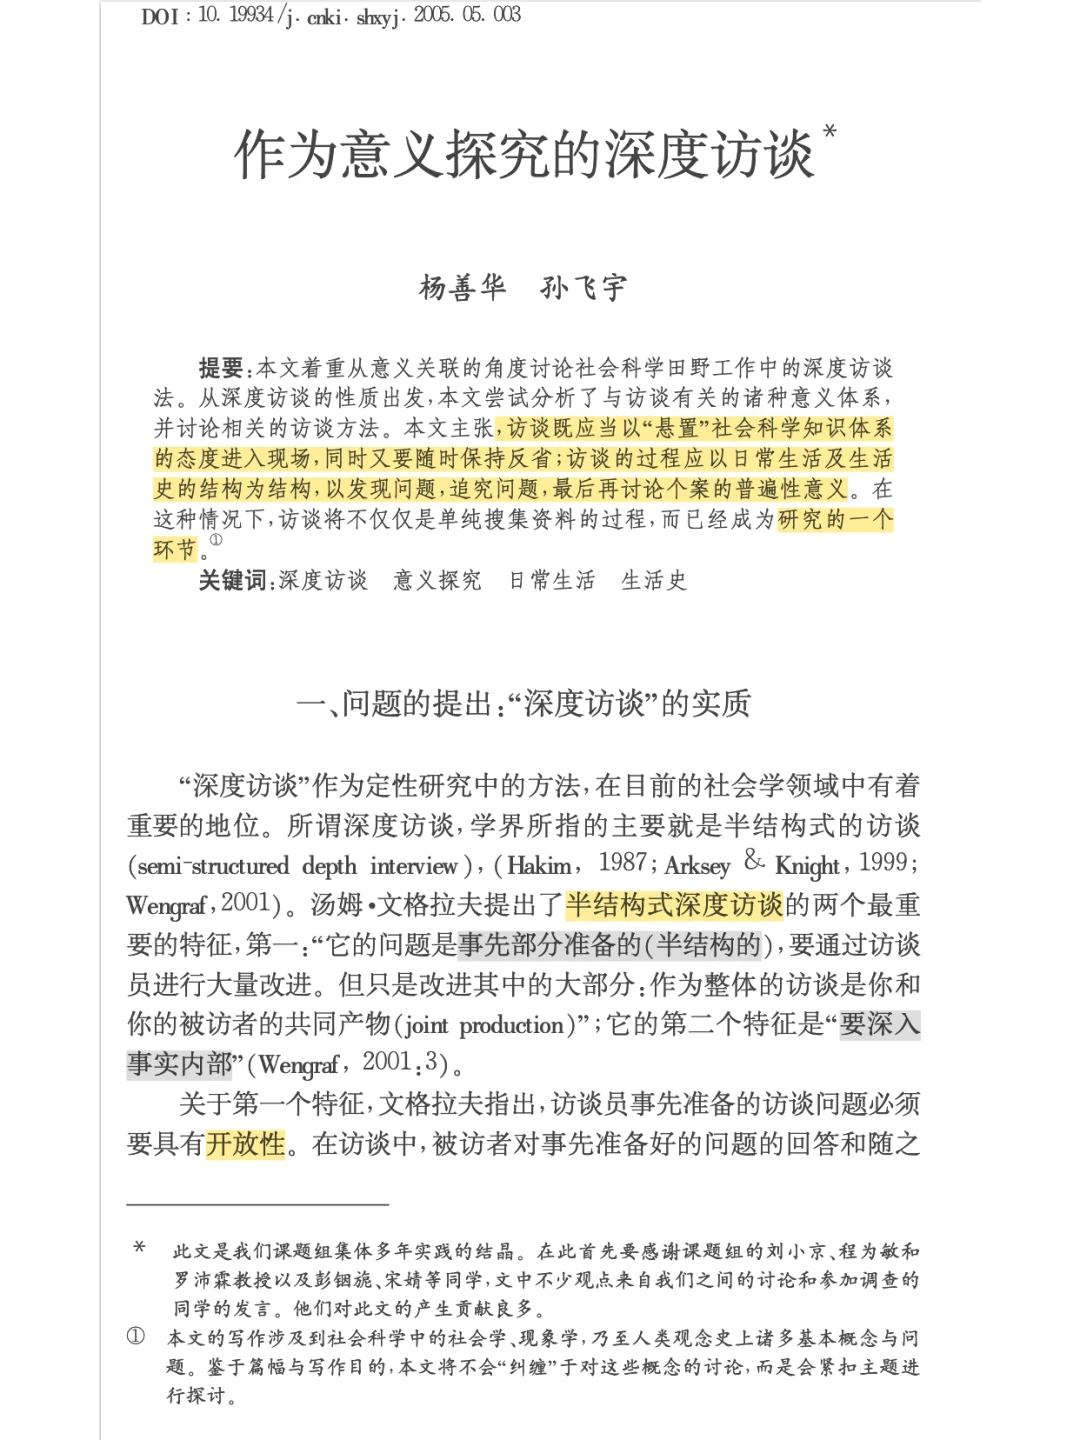 DOI：10. 19934/j. cnki. shxyj. 2005. 05. 003
作为意义探究的深度访谈*
杨善华　孙飞宇
提要：本文着重从意义关联的角度讨论社会科学田野工作中的深度访谈
法。从深度访谈的性质出发，本文尝试分析了与访谈有关的诸种意义体系，
并讨论相关的访谈方法。本文主张，访谈既应当以“悬置”社会科学知识体系
的态度进入现场，同时又要随时保持反省；访谈的过程应以日常生活及生活
史的结构为结构，以发现问题，追究问题，最后再讨论个案的普遍性意义。在
这种情况下，访谈将不仅仅是单纯搜集资料的过程，而已经成为研究的一个
环节。①
关键词：深度访谈　意义探究　日常生活　生活史
一、问题的提出：“深度访谈”的实质
“深度访谈”作为定性研究中的方法，在目前的社会学领域中有着
重要的地位。所谓深度访谈，学界所指的主要就是半结构式的访谈
(semi-structured depth interview)，(Hakim，1987；Arksey & Knight，1999；
Wengraf，2001)。汤姆·文格拉夫提出了半结构式深度访谈的两个最重
要的特征，第一：“它的问题是事先部分准备的(半结构的)，要通过访谈
员进行大量改进。但只是改进其中的大部分：作为整体的访谈是你和
你的被访者的共同产物(joint production)”；它的第二个特征是“要深入
事实内部”(Wengraf，2001：3)。
关于第一个特征，文格拉夫指出，访谈员事先准备的访谈问题必须
要具有开放性。在访谈中，被访者对事先准备好的问题的回答和随之
* 此文是我们课题组集体多年实践的结晶。在此首先要感谢课题组的刘小京、程为敏和
罗沛霖教授以及彭铟旎、宋婧等同学，文中不少观点来自我们之间的讨论和参加调查的
同学的发言。他们对此文的产生贡献良多。
① 本文的写作涉及到社会科学中的社会学、现象学，乃至人类观念史上诸多基本概念与问
题。鉴于篇幅与写作目的，本文将不会“纠缠”于对这些概念的讨论，而是会紧扣主题进
行探讨。